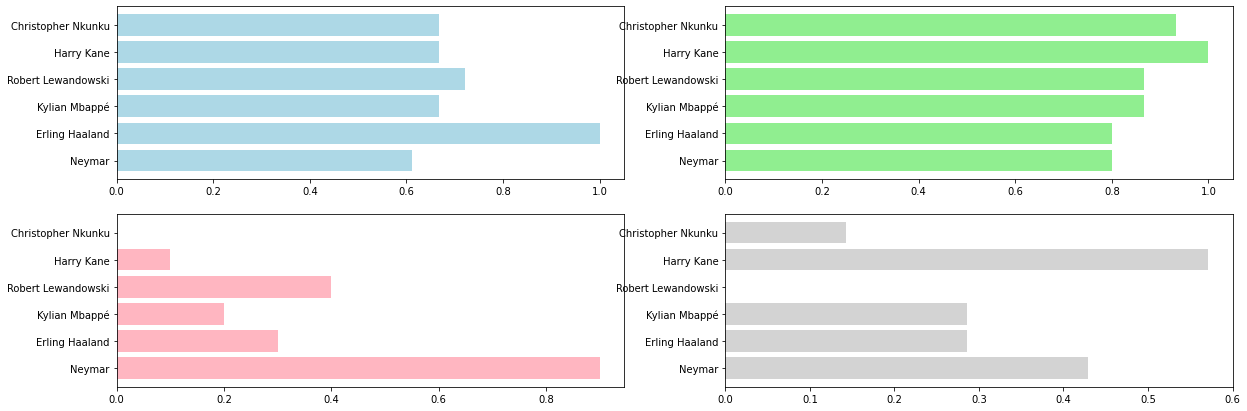 Christopher Nkunku
Harry Kane
Robert Lewandowski
Kylian Mbappé
Erling Haaland
Neymar
0.0 0.2 0.4 0.6 0.8 1.0
Christopher Nkunku
Harry Kane
Robert Lewandowski
Kylian Mbappé
Erling Haaland
Neymar
0.0 0.2 0.4 0.6 0.8 1.0
Christopher Nkunku
Harry Kane
Robert Lewandowski
Kylian Mbappé
Erling Haaland
Neymar
0.0 0.2 0.4 0.6 0.8
Christopher Nkunku
Harry Kane
Robert Lewandowski
Kylian Mbappé
Erling Haaland
Neymar
0.0 0.1 0.2 0.3 0.4 0.5 0.6